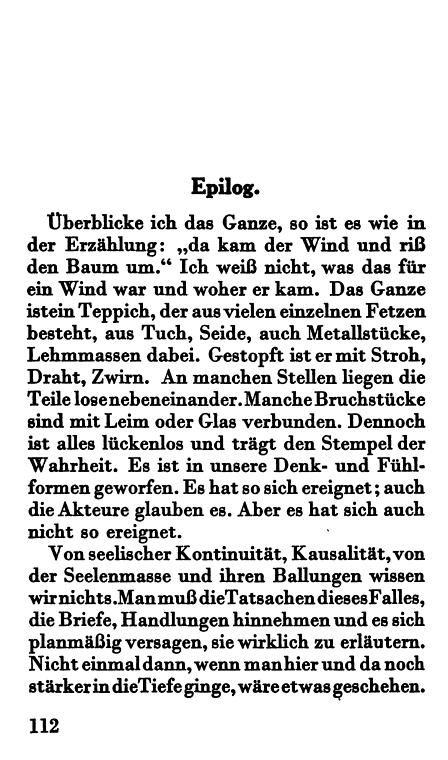 Epilog.
Überblicke ich das Ganze, so ist es wie in
der Erzählung: „da kam der Wind und riß
den Baum um.“ Ich weiß nicht, was das für
ein Wind war und woher er kam. Das Ganze
ist ein Teppich, der aus vielen einzelnen Fetzen
besteht, aus Tuch, Seide, auch Metallstücke,
Lehmmassen dabei. Gestopft ist er mit Stroh,
Draht, Zwirn. An manchen Stellen liegen die
Teile lose nebeneinander. Manche Bruchstücke
sind mit Leim oder Glas verbunden. Dennoch
ist alles lückenlos und trägt den Stempel der
Wahrheit. Es ist in unsere Denk- und Fühl-
formen geworfen. Es hat so sich ereignet; auch
die Akteure glauben es. Aber es hat sich auch
nicht so ereignet.
Von seelischer Kontinuität, Kausalität, von
der Seelenmasse und ihren Ballungen wissen
wir nichts. Man muß die Tatsachen dieses Falles,
die Briefe, Handlungen hinnehmen und es sich
planmäßig versagen, sie wirklich zu erläutern.
Nicht einmal dann, wenn man hier und da noch
stärker in die Tiefe ginge, wäre etwas geschehen.
112